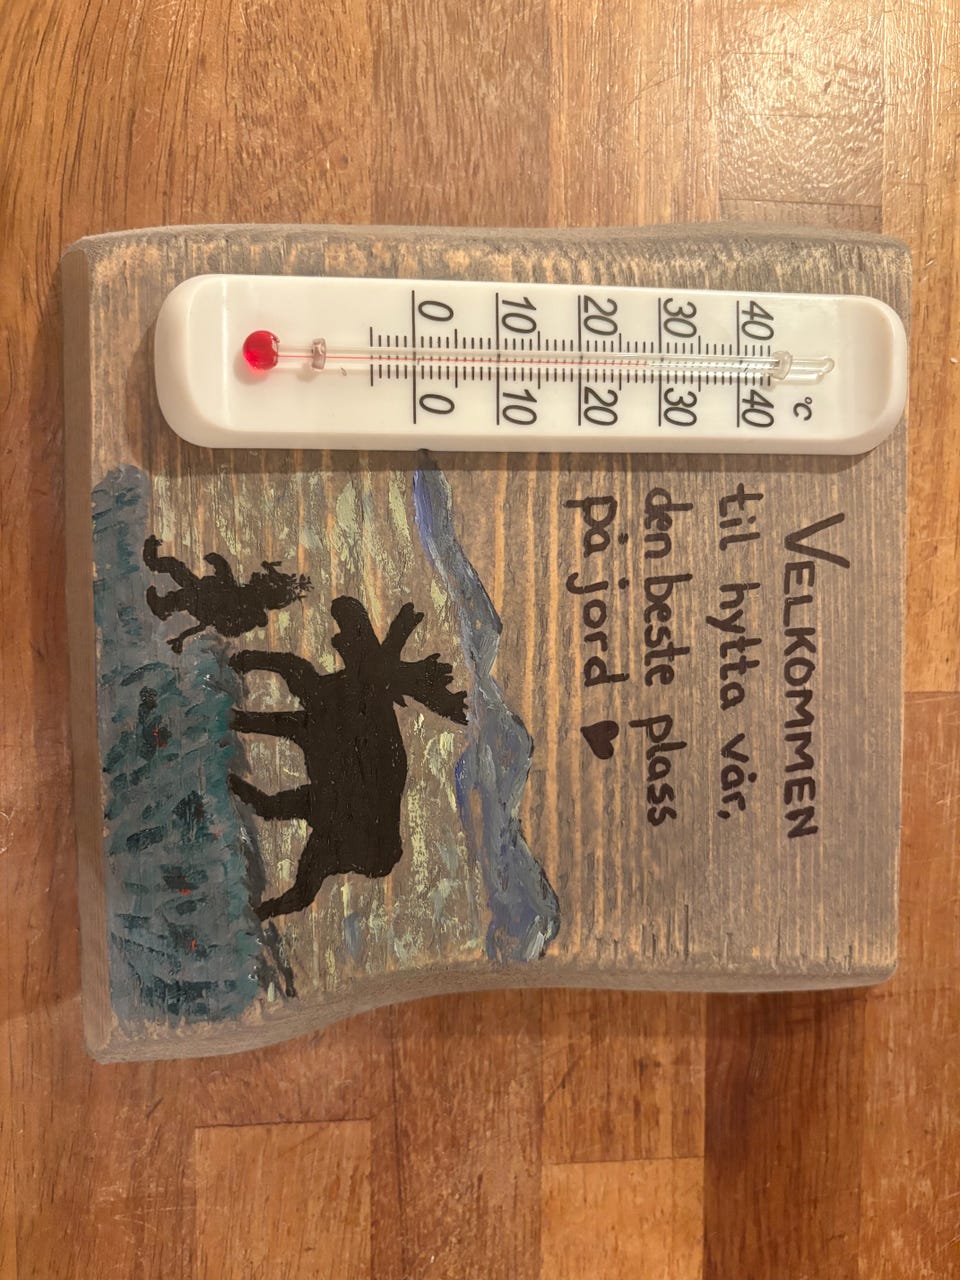 °C
40 40
30 30
20 20
10 10
0 0
VELKOMMEN
til hytta vår,
den beste plass
på jord ♥